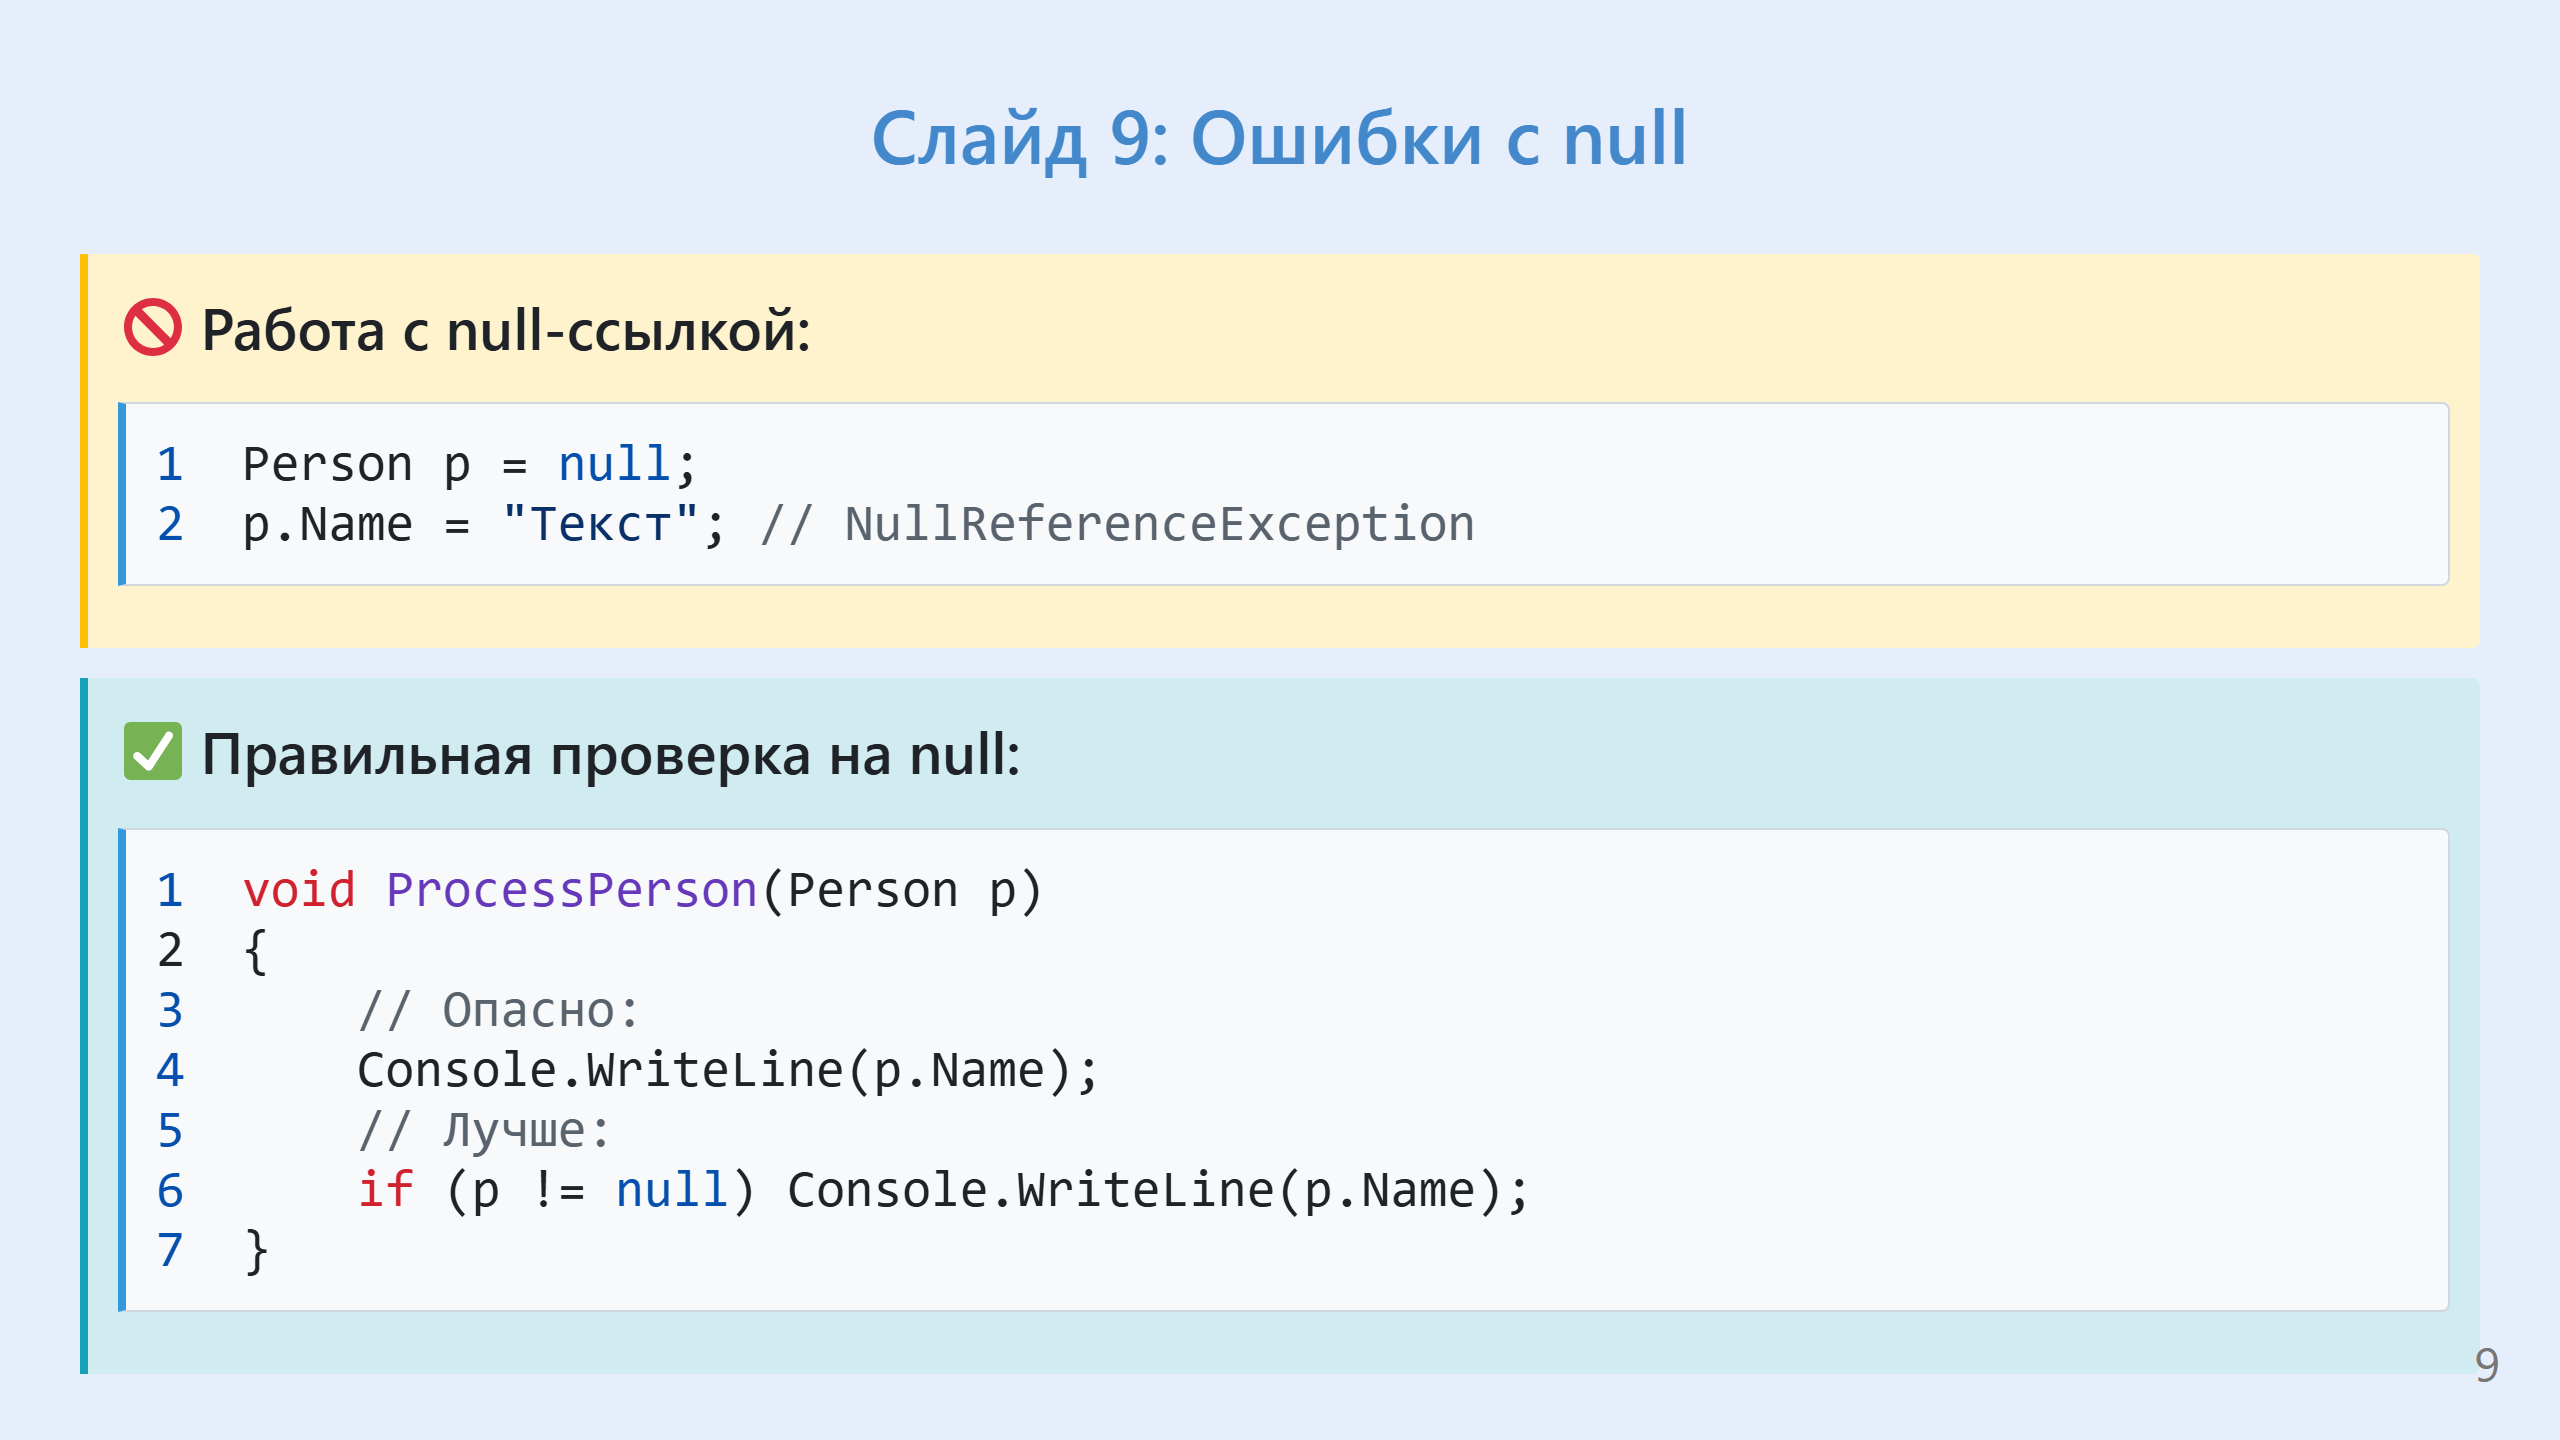 Слайд 9: Ошибки с null
🚫 Работа с null-ссылкой:
1  Person p = null;
2  p.Name = "Текст"; // NullReferenceException
✅ Правильная проверка на null:
1  void ProcessPerson(Person p)
2  {
3      // Опасно:
4      Console.WriteLine(p.Name);
5      // Лучше:
6      if (p != null) Console.WriteLine(p.Name);
7  }
9